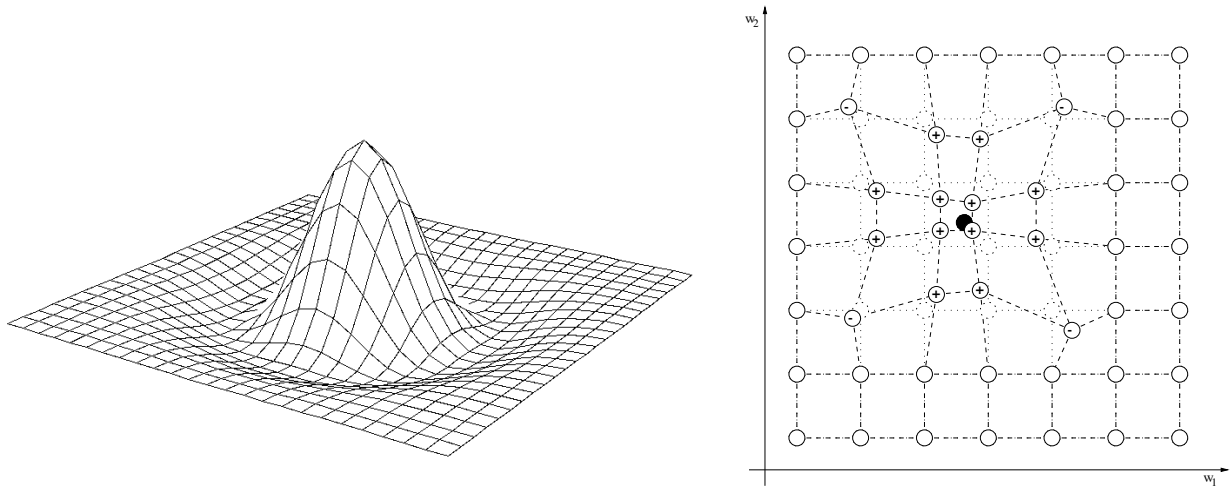 w2
- -
+ +
+ + + +
+ + + +
+ +
- -
w1